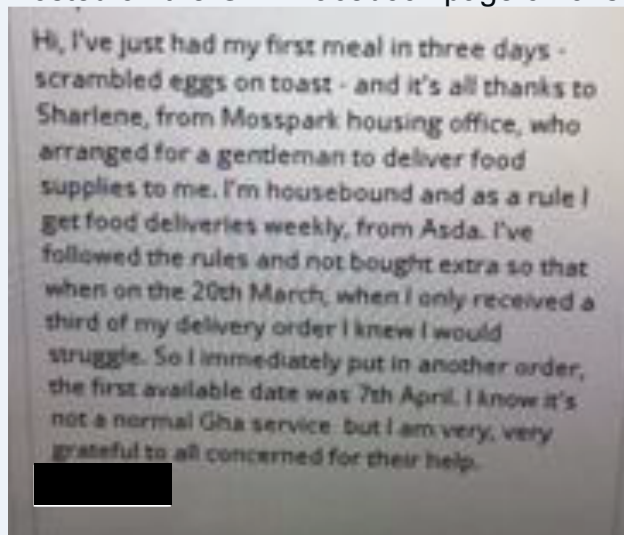 Hi, I've just had my first meal in three days -
scrambled eggs on toast - and it's all thanks to
Sharlene, from Mosspark housing office, who
arranged for a gentleman to deliver food
supplies to me. I'm housebound and as a rule I
get food deliveries weekly, from Asda. I've
followed the rules and not bought extra so that
when on the 20th March, when I only received a
third of my delivery order I knew I would
struggle. So I immediately put in another order,
the first available date was 7th April. I know it's
not a normal Gha service but I am very, very
grateful to all concerned for their help.